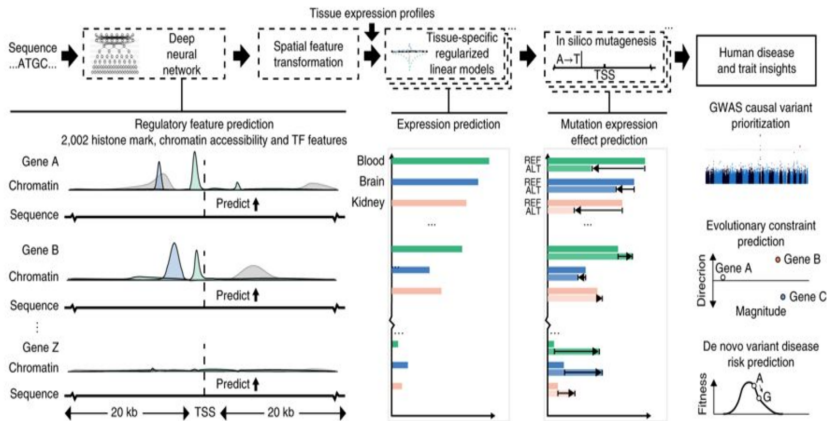 Tissue expression profiles
Sequence
...ATGC...
Deep
neural
network
Spatial feature
transformation
Tissue-specific
regularized
linear models
...
In silico mutagenesis
A→T
TSS
...
Human disease
and trait insights
Regulatory feature prediction
2,002 histone mark, chromatin accessibility and TF features
Gene A
Chromatin
Predict
Sequence
Gene B
Chromatin
Predict
Sequence
...
Gene Z
Chromatin
Predict
Sequence
20 kb TSS 20 kb
Expression prediction
Blood
Brain
Kidney
...
...
...
Mutation expression
effect prediction
REF
ALT
REF
ALT
REF
ALT
...
...
GWAS causal variant
prioritization
Evolutionary constraint
prediction
Direcrion
Gene A
Gene B
Gene C
Magnitude
De novo variant disease
risk prediction
Fitness
A
G